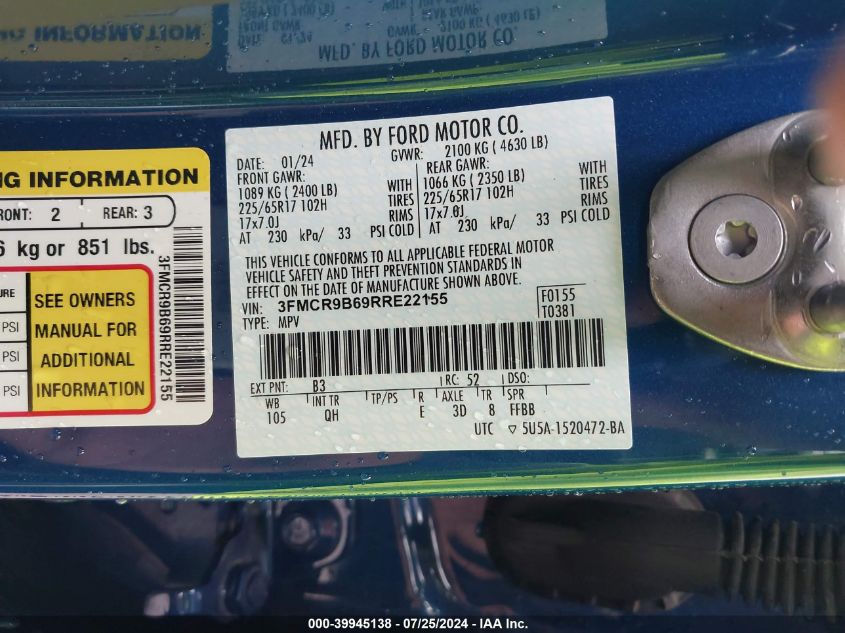 MFD. BY FORD MOTOR CO.
DATE: 01/24 GVWR: 2100 KG ( 4630 LB)
FRONT GAWR: REAR GAWR:
1089 KG ( 2400 LB) WITH 1066 KG ( 2350 LB) WITH
225/65R17 102H TIRES 225/65R17 102H TIRES
17x7.0J RIMS 17x7.0J RIMS
AT 230 kPa/ 33 PSI COLD AT 230 kPa/ 33 PSI COLD
THIS VEHICLE CONFORMS TO ALL APPLICABLE FEDERAL MOTOR
VEHICLE SAFETY AND THEFT PREVENTION STANDARDS IN
EFFECT ON THE DATE OF MANUFACTURE SHOWN ABOVE.
VIN: 3FMCR9B69RRE22155 F0155
TYPE: MPV T0381
EXT PNT: B3 RC: 52 DSO:
WB INT TR TP/PS R AXLE TR SPR
105 QH E 3D 8 FFBB
UTC 5U5A-1520472-BA
NG INFORMATION
FRONT: 2 REAR: 3
6 kg or 851 lbs.
URE
PSI
PSI
PSI
SEE OWNERS
MANUAL FOR
ADDITIONAL
INFORMATION
3FMCR9B69RRE22155
000-39945138 - 07/25/2024 - IAA Inc.